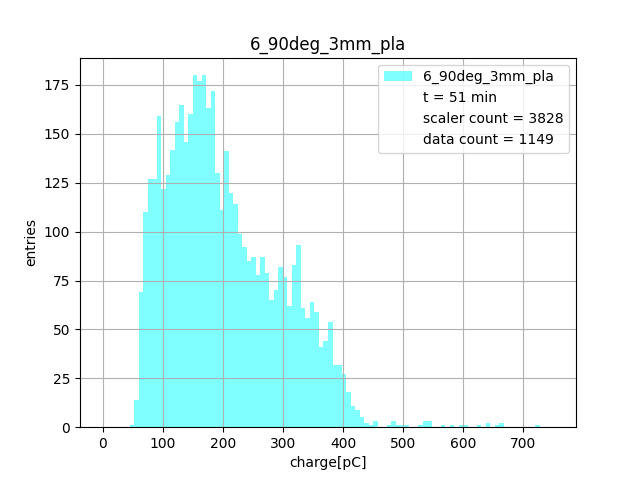 6_90deg_3mm_pla
6_90deg_3mm_pla
t = 51 min
scaler count = 3828
data count = 1149
175
150
125
100
75
50
25
0
entries
0 100 200 300 400 500 600 700
charge[pC]